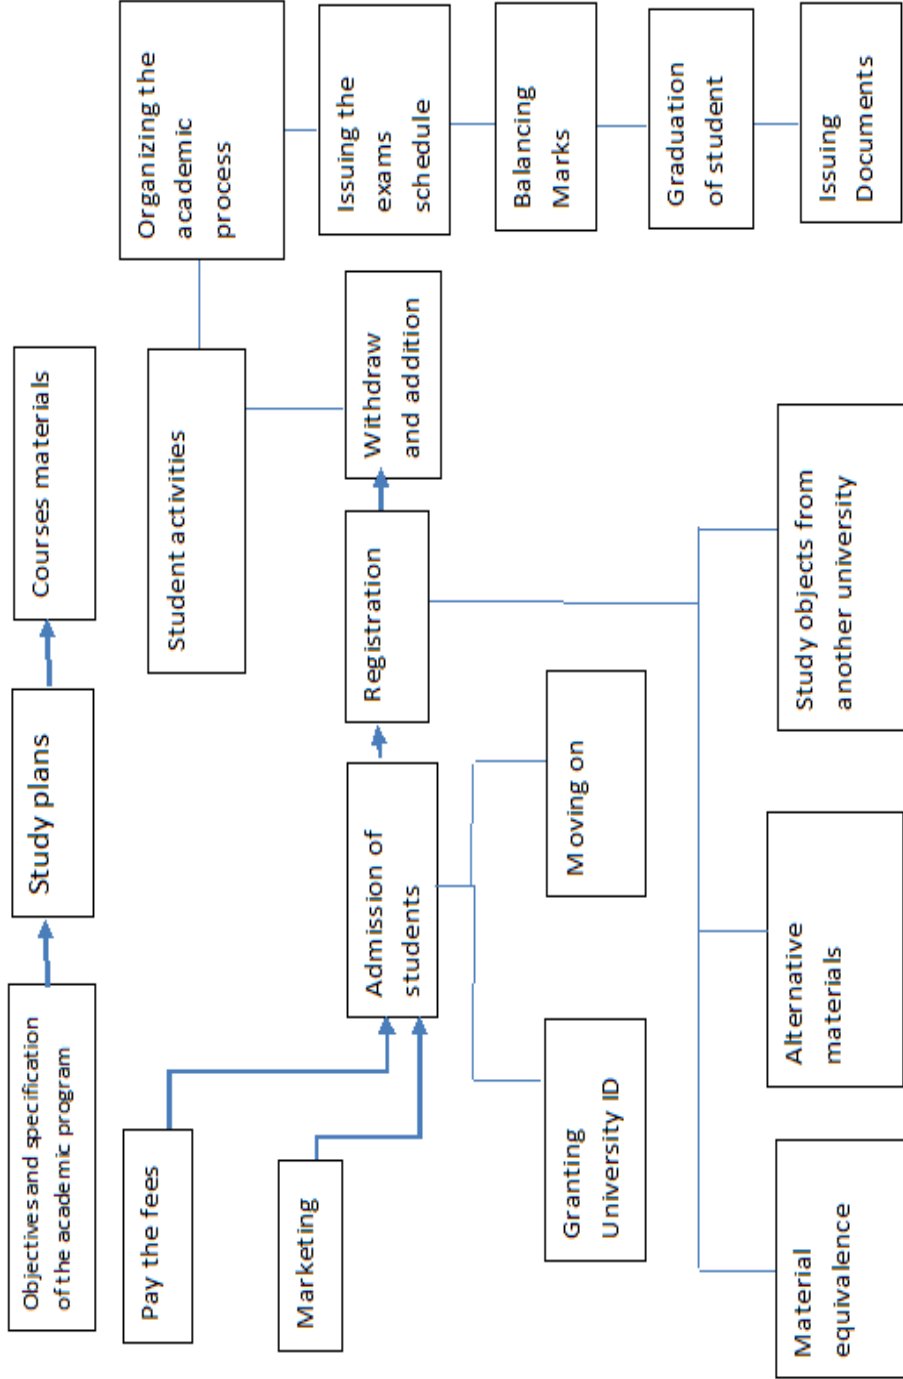 Objectives and specification
of the academic program
Study plans
Courses materials
Pay the fees
Marketing
Admission of
students
Registration
Withdraw
and addition
Student activities
Organizing the
academic
process
Issuing the
exams
schedule
Balancing
Marks
Graduation
of student
Issuing
Documents
Granting
University ID
Moving on
Material
equivalence
Alternative
materials
Study objects from
another university